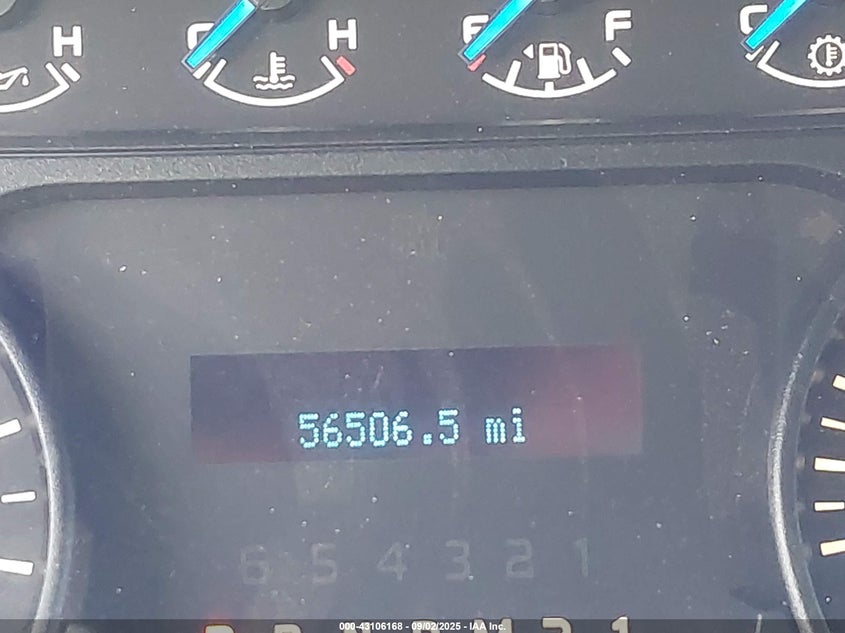 H C H E F C
56506.5 mi
6 5 4 3 2 1
000-43106168 - 09/02/2025 - IAA Inc.